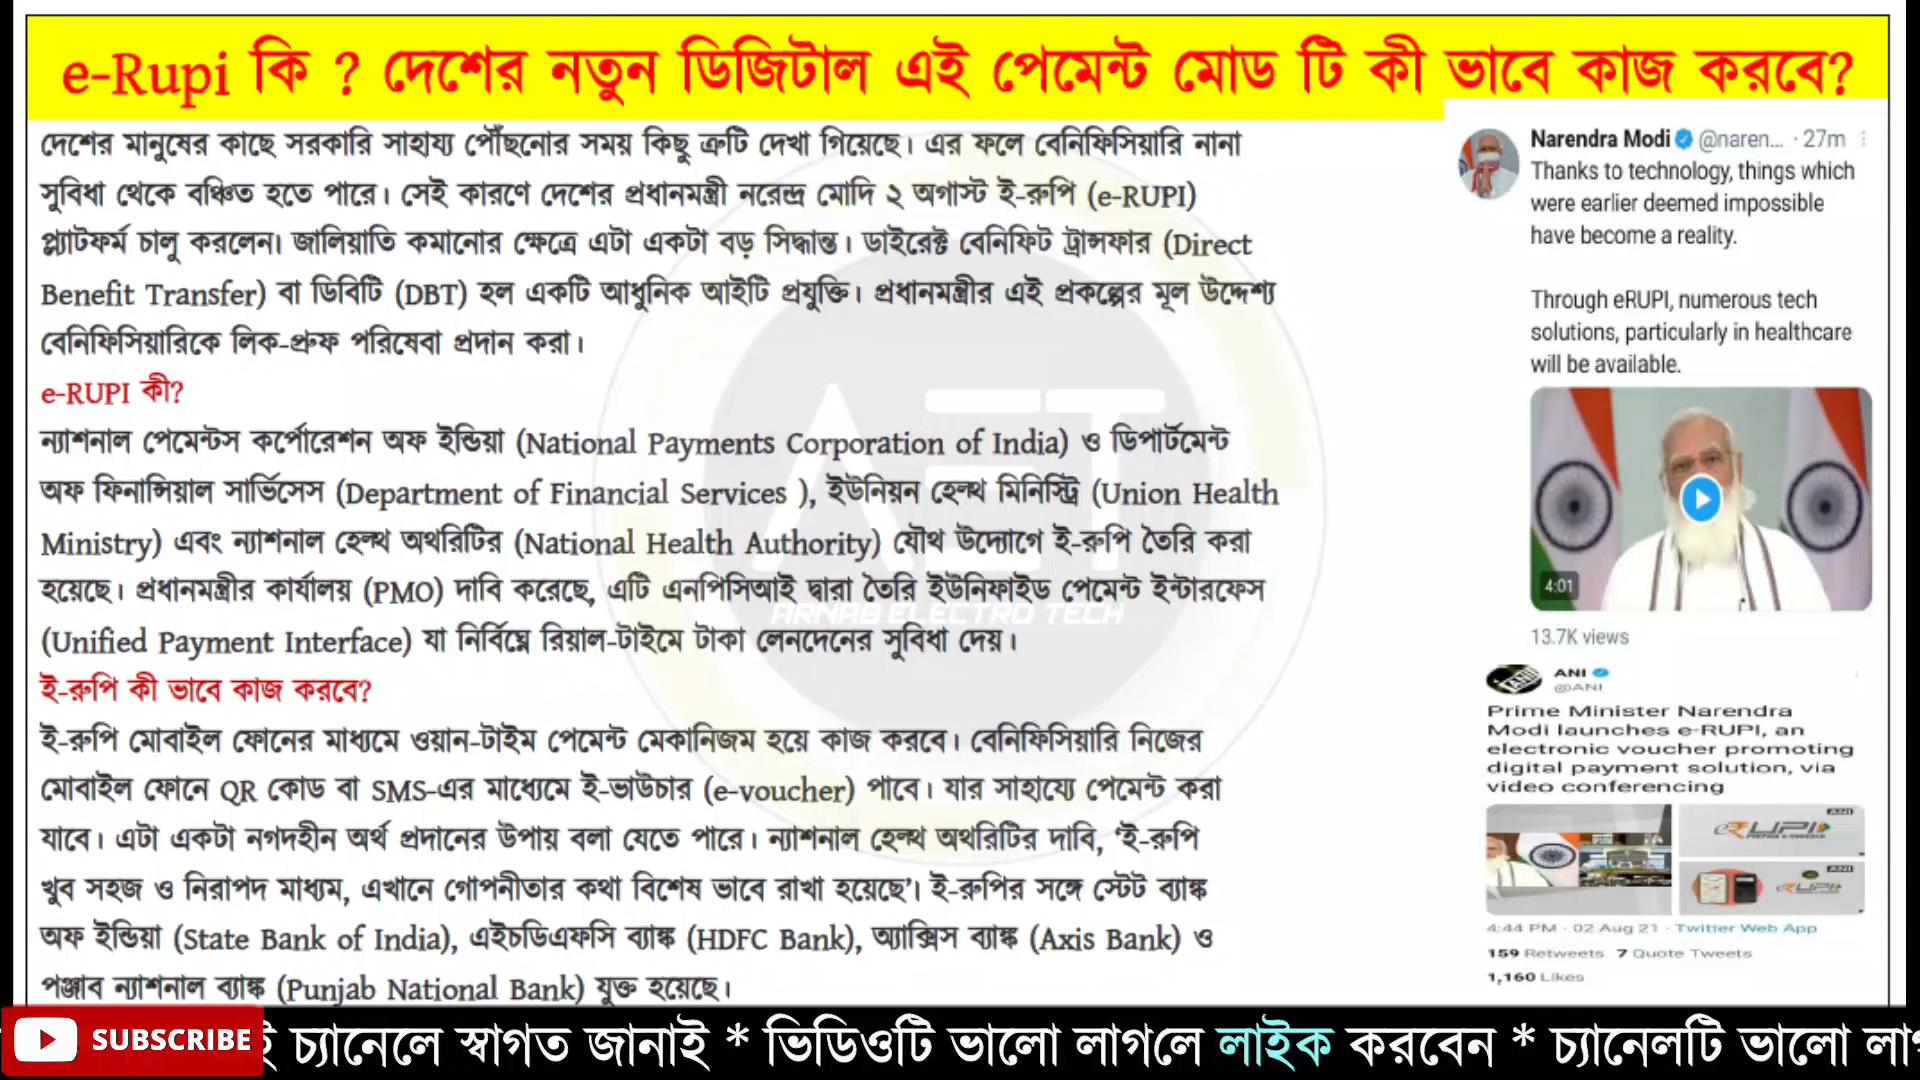 e-Rupi কি ? দেশের নতুন ডিজিটাল এই পেমেন্ট মোড টি কী ভাবে কাজ করবে?
দেশের মানুষের কাছে সরকারি সাহায্য পৌঁছনোর সময় কিছু ত্রুটি দেখা গিয়েছে। এর ফলে বেনিফিসিয়ারি নানা
সুবিধা থেকে বঞ্চিত হতে পারে। সেই কারণে দেশের প্রধানমন্ত্রী নরেন্দ্র মোদি ২ অগাস্ট ই-রুপি (e-RUPI)
প্ল্যাটফর্ম চালু করলেন। জালিয়াতি কমানোর ক্ষেত্রে এটা একটা বড় সিদ্ধান্ত। ডাইরেক্ট বেনিফিট ট্রান্সফার (Direct
Benefit Transfer) বা ডিবিটি (DBT) হল একটি আধুনিক আইটি প্রযুক্তি। প্রধানমন্ত্রীর এই প্রকল্পের মূল উদ্দেশ্য
বেনিফিসিয়ারিকে লিক-প্রুফ পরিষেবা প্রদান করা।
e-RUPI কী?
ন্যাশনাল পেমেন্টস কর্পোরেশন অফ ইন্ডিয়া (National Payments Corporation of India) ও ডিপার্টমেন্ট
অফ ফিনান্সিয়াল সার্ভিসেস (Department of Financial Services ), ইউনিয়ন হেল্থ মিনিস্ট্রি (Union Health
Ministry) এবং ন্যাশনাল হেল্থ অথরিটির (National Health Authority) যৌথ উদ্যোগে ই-রুপি তৈরি করা
হয়েছে। প্রধানমন্ত্রীর কার্যালয় (PMO) দাবি করেছে, এটি এনপিসিআই দ্বারা তৈরি ইউনিফাইড পেমেন্ট ইন্টারফেস
(Unified Payment Interface) যা নির্বিঘ্নে রিয়াল-টাইমে টাকা লেনদেনের সুবিধা দেয়।
ই-রুপি কী ভাবে কাজ করবে?
ই-রুপি মোবাইল ফোনের মাধ্যমে ওয়ান-টাইম পেমেন্ট মেকানিজম হয়ে কাজ করবে। বেনিফিসিয়ারি নিজের
মোবাইল ফোনে QR কোড বা SMS-এর মাধ্যেমে ই-ভাউচার (e-voucher) পাবে। যার সাহায্যে পেমেন্ট করা
যাবে। এটা একটা নগদহীন অর্থ প্রদানের উপায় বলা যেতে পারে। ন্যাশনাল হেল্থ অথরিটির দাবি, ‘ই-রুপি
খুব সহজ ও নিরাপদ মাধ্যম, এখানে গোপনীতার কথা বিশেষ ভাবে রাখা হয়েছে’। ই-রুপির সঙ্গে স্টেট ব্যাঙ্ক
অফ ইন্ডিয়া (State Bank of India), এইচডিএফসি ব্যাঙ্ক (HDFC Bank), অ্যাক্সিস ব্যাঙ্ক (Axis Bank) ও
পঞ্জাব ন্যাশনাল ব্যাঙ্ক (Punjab National Bank) যুক্ত হয়েছে।
AET
ARNAB ELECTRO TECH
Narendra Modi @naren... · 27m
Thanks to technology, things which
were earlier deemed impossible
have become a reality.
Through eRUPI, numerous tech
solutions, particularly in healthcare
will be available.
4:01
13.7K views
ANI
@ANI
Prime Minister Narendra
Modi launches e-RUPI, an
electronic voucher promoting
digital payment solution, via
video conferencing
ANI
eRUPI
ANI
eRUPI
4:44 PM · 02 Aug 21 · Twitter Web App
159 Retweets 7 Quote Tweets
1,160 Likes
SUBSCRIBE
ই চ্যানেলে স্বাগত জানাই * ভিডিওটি ভালো লাগলে লাইক করবেন * চ্যানেলটি ভালো